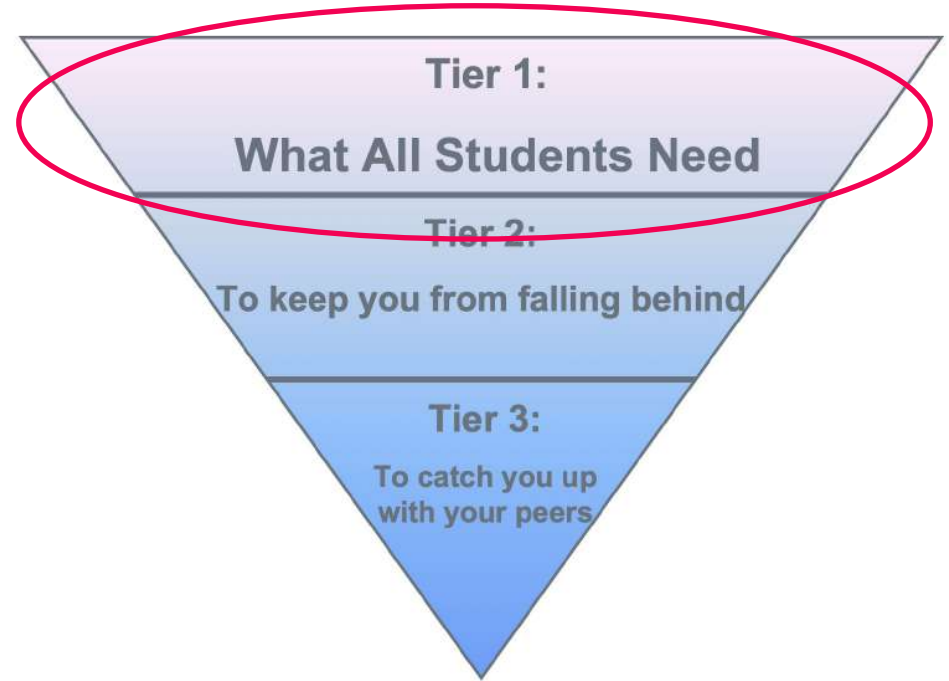 Tier 1:
What All Students Need
Tier 2:
To keep you from falling behind
Tier 3:
To catch you up
with your peers